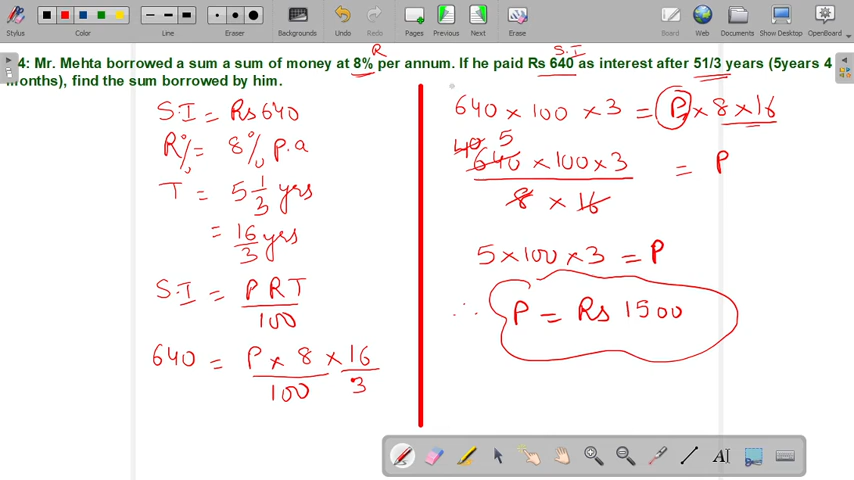 Stylus
Color
Line
Eraser
Backgrounds
Undo
Redo
Pages
Previous
Next
Erase
Board
Web
Documents
Show Desktop
OpenBoard
R
S.I
4: Mr. Mehta borrowed a sum a sum of money at 8% per annum. If he paid Rs 640 as interest after 51/3 years (5years 4
months), find the sum borrowed by him.
S.I = Rs 640
R% = 8% p.a
T = 5 1/3 yrs
= 16/3 yrs
S.I = P R T
100
640 = P × 8 × 16
100 3
640 × 100 × 3 = P × 8 × 16
40 5
640 × 100 × 3 = P
8 × 16
5 × 100 × 3 = P
∴ P = Rs 1500